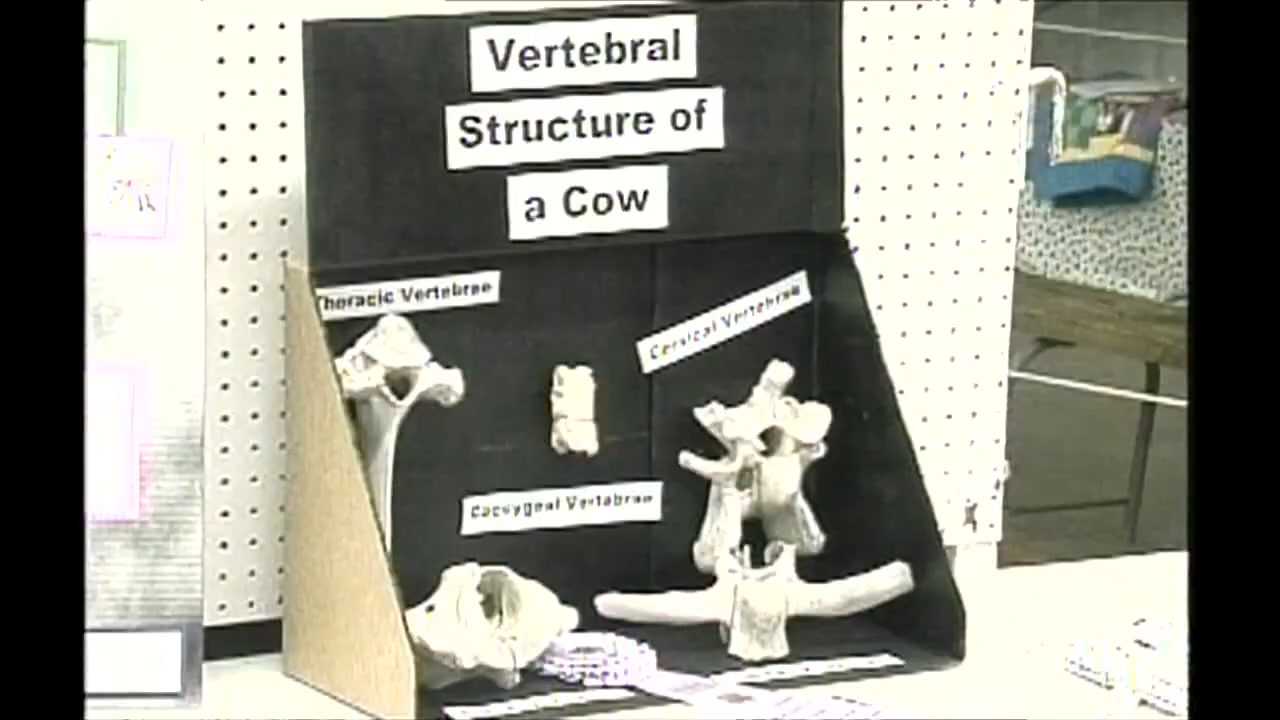 Vertebral
Structure of
a Cow
Thoracic Vertebrae
Cervical Vertebrae
Coccygeal Vertebrae